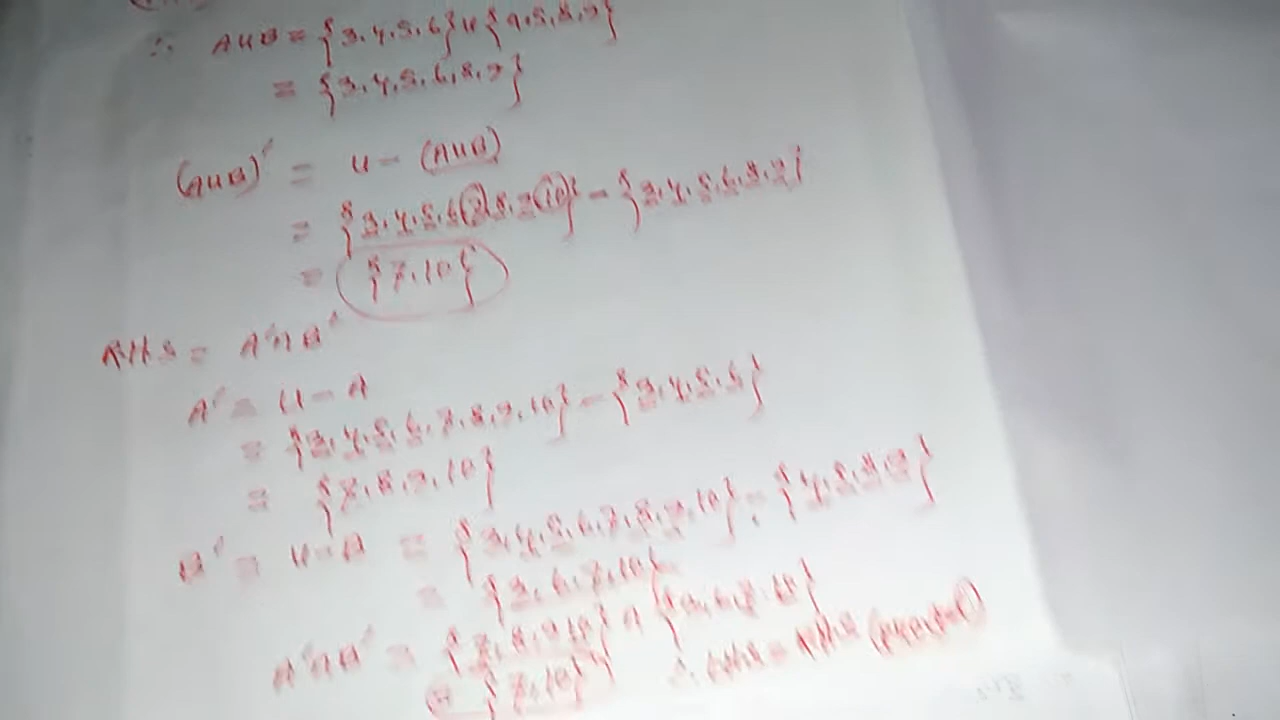 ∴ A∪B = {3,4,5,6} ∪ {4,5,8,9}
= {3,4,5,6,8,9}
(A∪B)' = U - (A∪B)
= {3,4,5,6,7,8,9,10} - {3,4,5,6,8,9}
= {7,10}
RHS = A'∩B'
A' = U - A
= {3,4,5,6,7,8,9,10} - {3,4,5,6}
= {7,8,9,10}
B' = U - B = {3,4,5,6,7,8,9,10} - {4,5,8,9}
= {3,6,7,10}
A'∩B' = {7,8,9,10} ∩ {3,6,7,10}
= {7,10} ∴ LHS = RHS (proved)